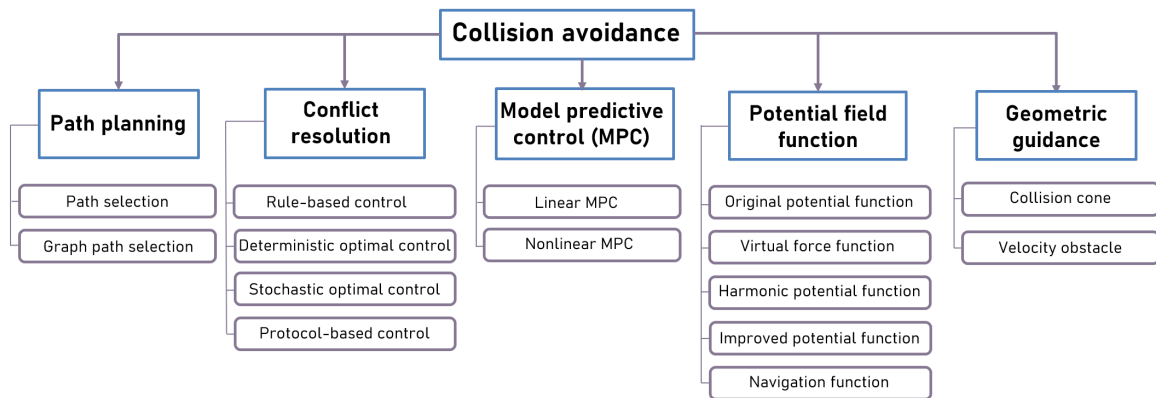 Collision avoidance
Path planning
Path selection
Graph path selection
Conflict
resolution
Rule-based control
Deterministic optimal control
Stochastic optimal control
Protocol-based control
Model predictive
control (MPC)
Linear MPC
Nonlinear MPC
Potential field
function
Original potential function
Virtual force function
Harmonic potential function
Improved potential function
Navigation function
Geometric
guidance
Collision cone
Velocity obstacle